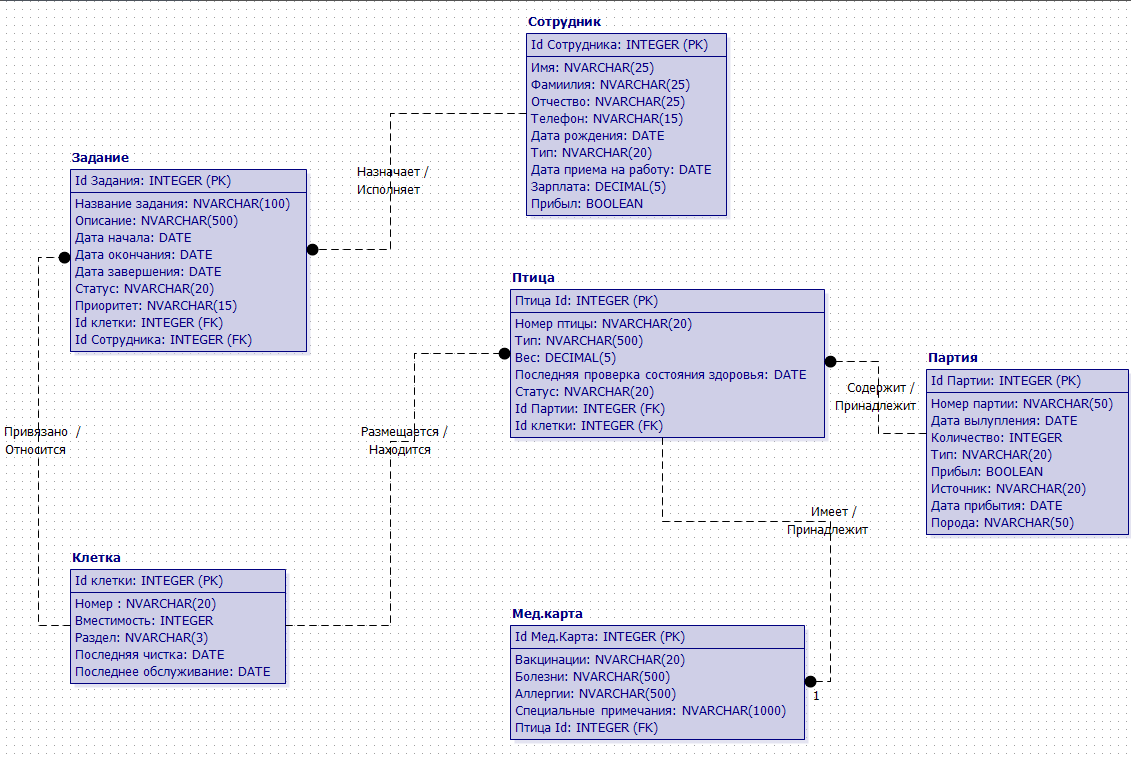 Сотрудник
Id Сотрудника: INTEGER (PK)
Имя: NVARCHAR(25)
Фамиилия: NVARCHAR(25)
Отчество: NVARCHAR(25)
Телефон: NVARCHAR(15)
Дата рождения: DATE
Тип: NVARCHAR(20)
Дата приема на работу: DATE
Зарплата: DECIMAL(5)
Прибыл: BOOLEAN
Задание
Id Задания: INTEGER (PK)
Название задания: NVARCHAR(100)
Описание: NVARCHAR(500)
Дата начала: DATE
Дата окончания: DATE
Дата завершения: DATE
Статус: NVARCHAR(20)
Приоритет: NVARCHAR(15)
Id клетки: INTEGER (FK)
Id Сотрудника: INTEGER (FK)
Назначает /
Исполняет
Птица
Птица Id: INTEGER (PK)
Номер птицы: NVARCHAR(20)
Тип: NVARCHAR(500)
Вес: DECIMAL(5)
Последняя проверка состояния здоровья: DATE
Статус: NVARCHAR(20)
Id Партии: INTEGER (FK)
Id клетки: INTEGER (FK)
Содержит /
Принадлежит
Партия
Id Партии: INTEGER (PK)
Номер партии: NVARCHAR(50)
Дата вылупления: DATE
Количество: INTEGER
Тип: NVARCHAR(20)
Прибыл: BOOLEAN
Источник: NVARCHAR(20)
Дата прибытия: DATE
Порода: NVARCHAR(50)
Привязано /
Относится
Размещается /
Находится
Имеет /
Принадлежит
Клетка
Id клетки: INTEGER (PK)
Номер : NVARCHAR(20)
Вместимость: INTEGER
Раздел: NVARCHAR(3)
Последняя чистка: DATE
Последнее обслуживание: DATE
Мед.карта
Id Мед.Карта: INTEGER (PK)
Вакцинации: NVARCHAR(20)
Болезни: NVARCHAR(500)
Аллергии: NVARCHAR(500)
Специальные примечания: NVARCHAR(1000)
Птица Id: INTEGER (FK)
1